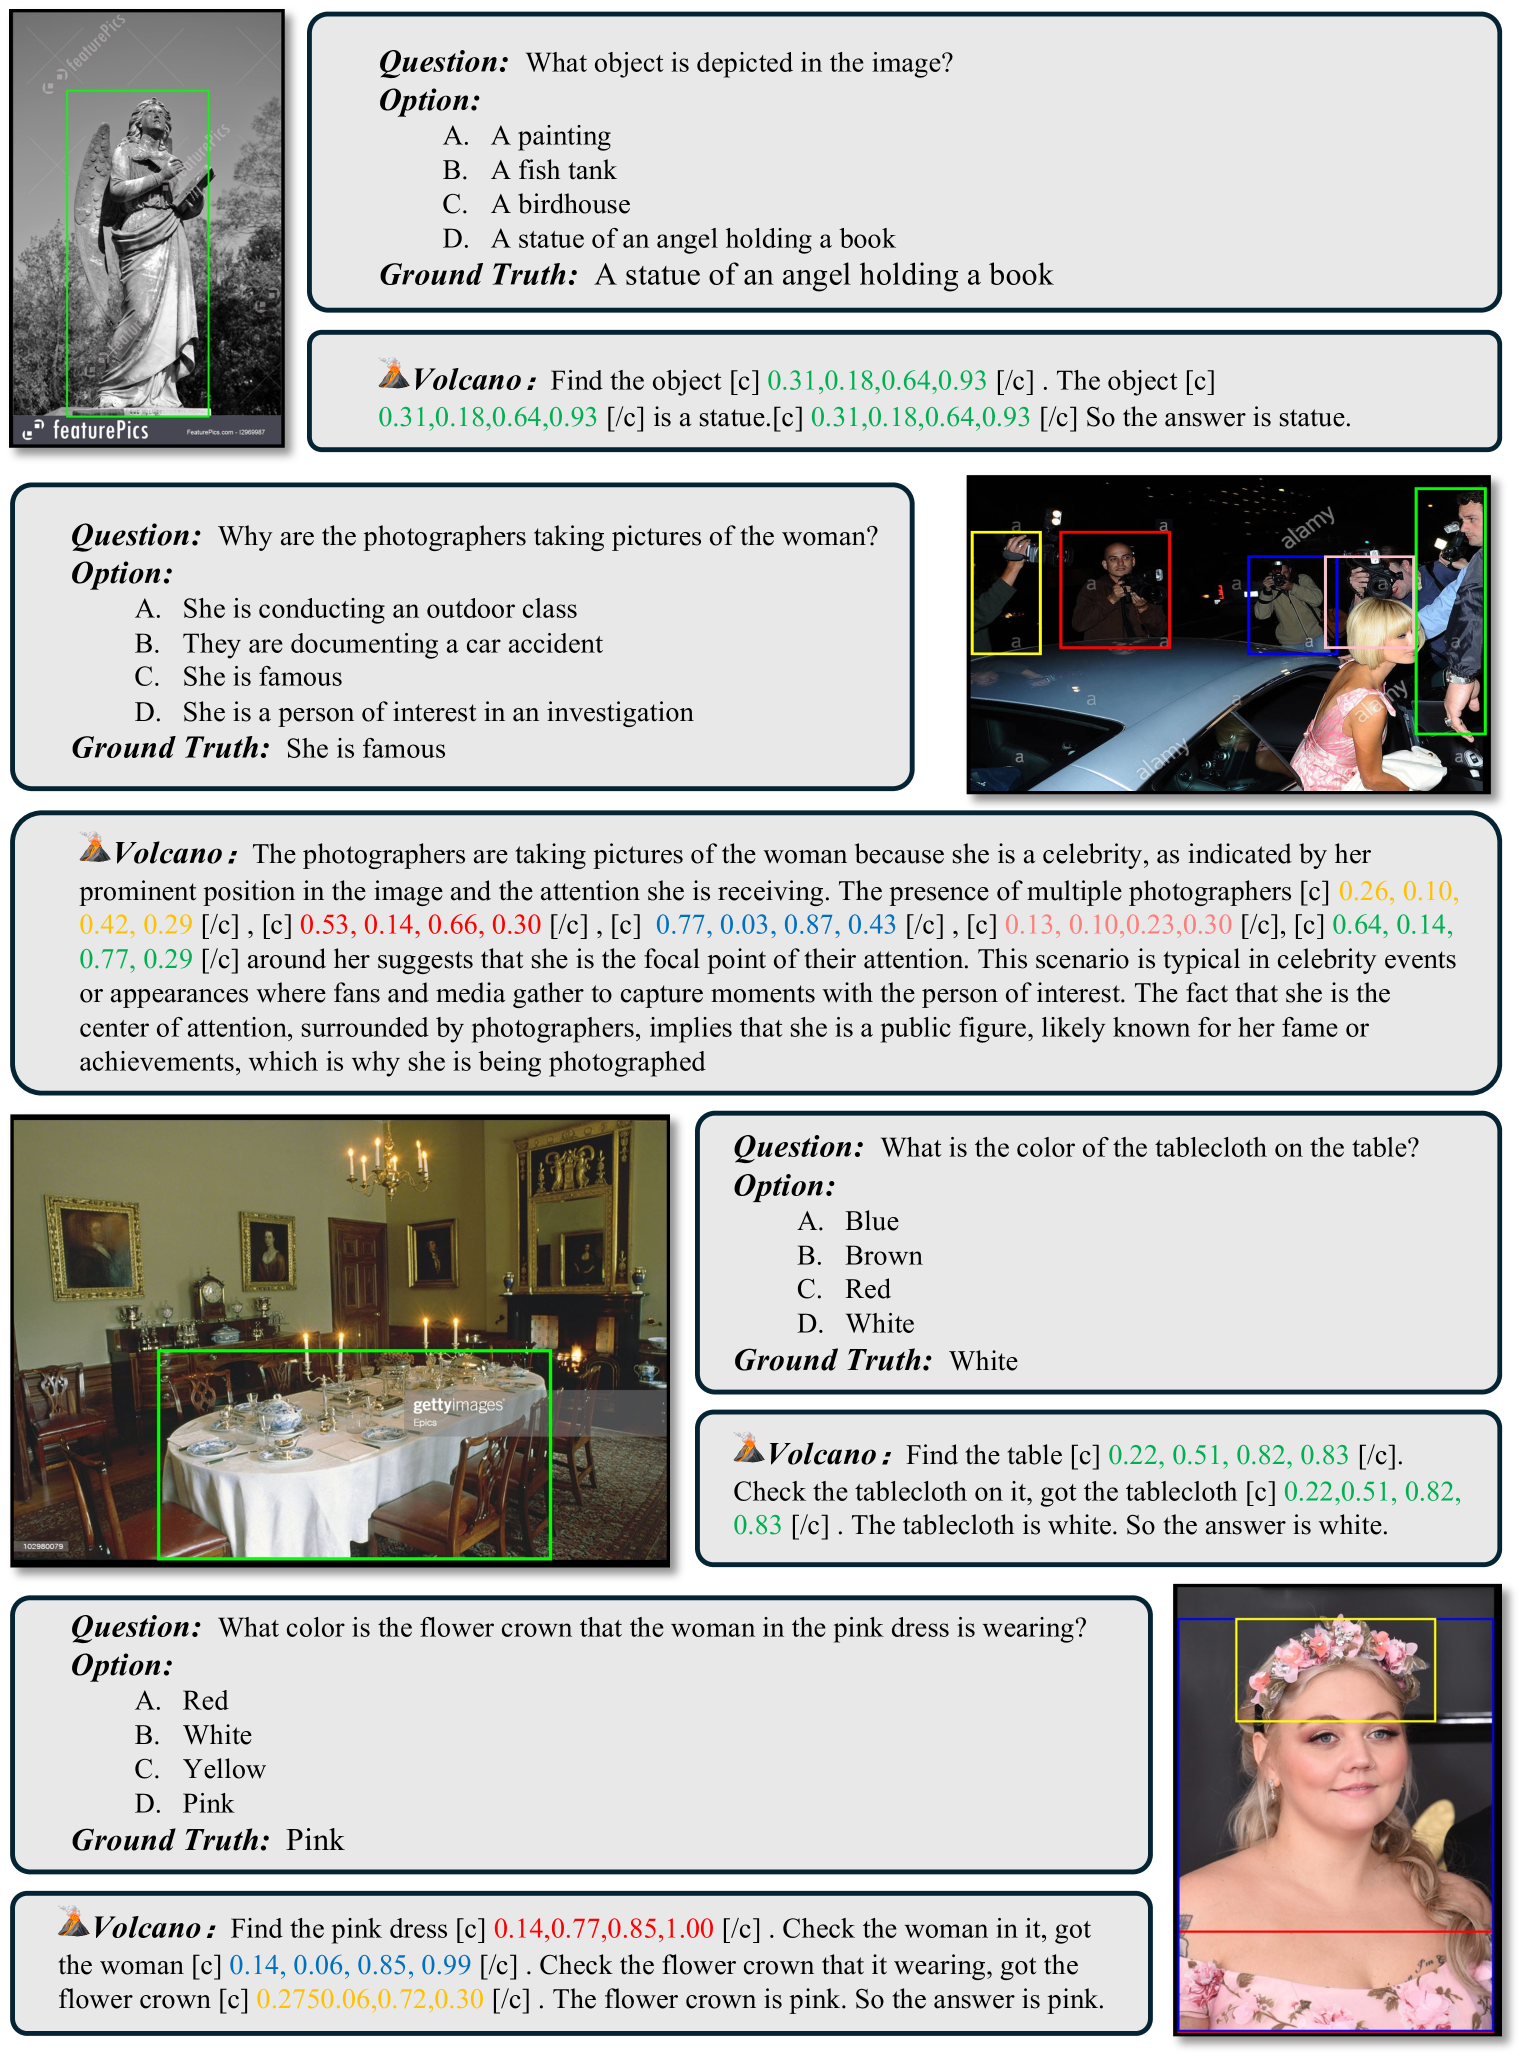 featurePics
featurePics
featurePics
featurePics
FeaturePics.com - I2969987
Question: What object is depicted in the image?
Option:
A. A painting
B. A fish tank
C. A birdhouse
D. A statue of an angel holding a book
Ground Truth: A statue of an angel holding a book
Volcano: Find the object [c] 0.31,0.18,0.64,0.93 [/c] . The object [c]
0.31,0.18,0.64,0.93 [/c] is a statue.[c] 0.31,0.18,0.64,0.93 [/c] So the answer is statue.
Question: Why are the photographers taking pictures of the woman?
Option:
A. She is conducting an outdoor class
B. They are documenting a car accident
C. She is famous
D. She is a person of interest in an investigation
Ground Truth: She is famous
a
a
alamy
a
a
a
a
a
a
a
a
a
alamy
alamy
a
a
Volcano: The photographers are taking pictures of the woman because she is a celebrity, as indicated by her
prominent position in the image and the attention she is receiving. The presence of multiple photographers [c] 0.26, 0.10,
0.42, 0.29 [/c] , [c] 0.53, 0.14, 0.66, 0.30 [/c] , [c] 0.77, 0.03, 0.87, 0.43 [/c] , [c] 0.13, 0.10,0.23,0.30 [/c], [c] 0.64, 0.14,
0.77, 0.29 [/c] around her suggests that she is the focal point of their attention. This scenario is typical in celebrity events
or appearances where fans and media gather to capture moments with the person of interest. The fact that she is the
center of attention, surrounded by photographers, implies that she is a public figure, likely known for her fame or
achievements, which is why she is being photographed
gettyimages
Epics
102980079
Question: What is the color of the tablecloth on the table?
Option:
A. Blue
B. Brown
C. Red
D. White
Ground Truth: White
Volcano: Find the table [c] 0.22, 0.51, 0.82, 0.83 [/c].
Check the tablecloth on it, got the tablecloth [c] 0.22,0.51, 0.82,
0.83 [/c] . The tablecloth is white. So the answer is white.
Question: What color is the flower crown that the woman in the pink dress is wearing?
Option:
A. Red
B. White
C. Yellow
D. Pink
Ground Truth: Pink
Volcano: Find the pink dress [c] 0.14,0.77,0.85,1.00 [/c] . Check the woman in it, got
the woman [c] 0.14, 0.06, 0.85, 0.99 [/c] . Check the flower crown that it wearing, got the
flower crown [c] 0.2750.06,0.72,0.30 [/c] . The flower crown is pink. So the answer is pink.